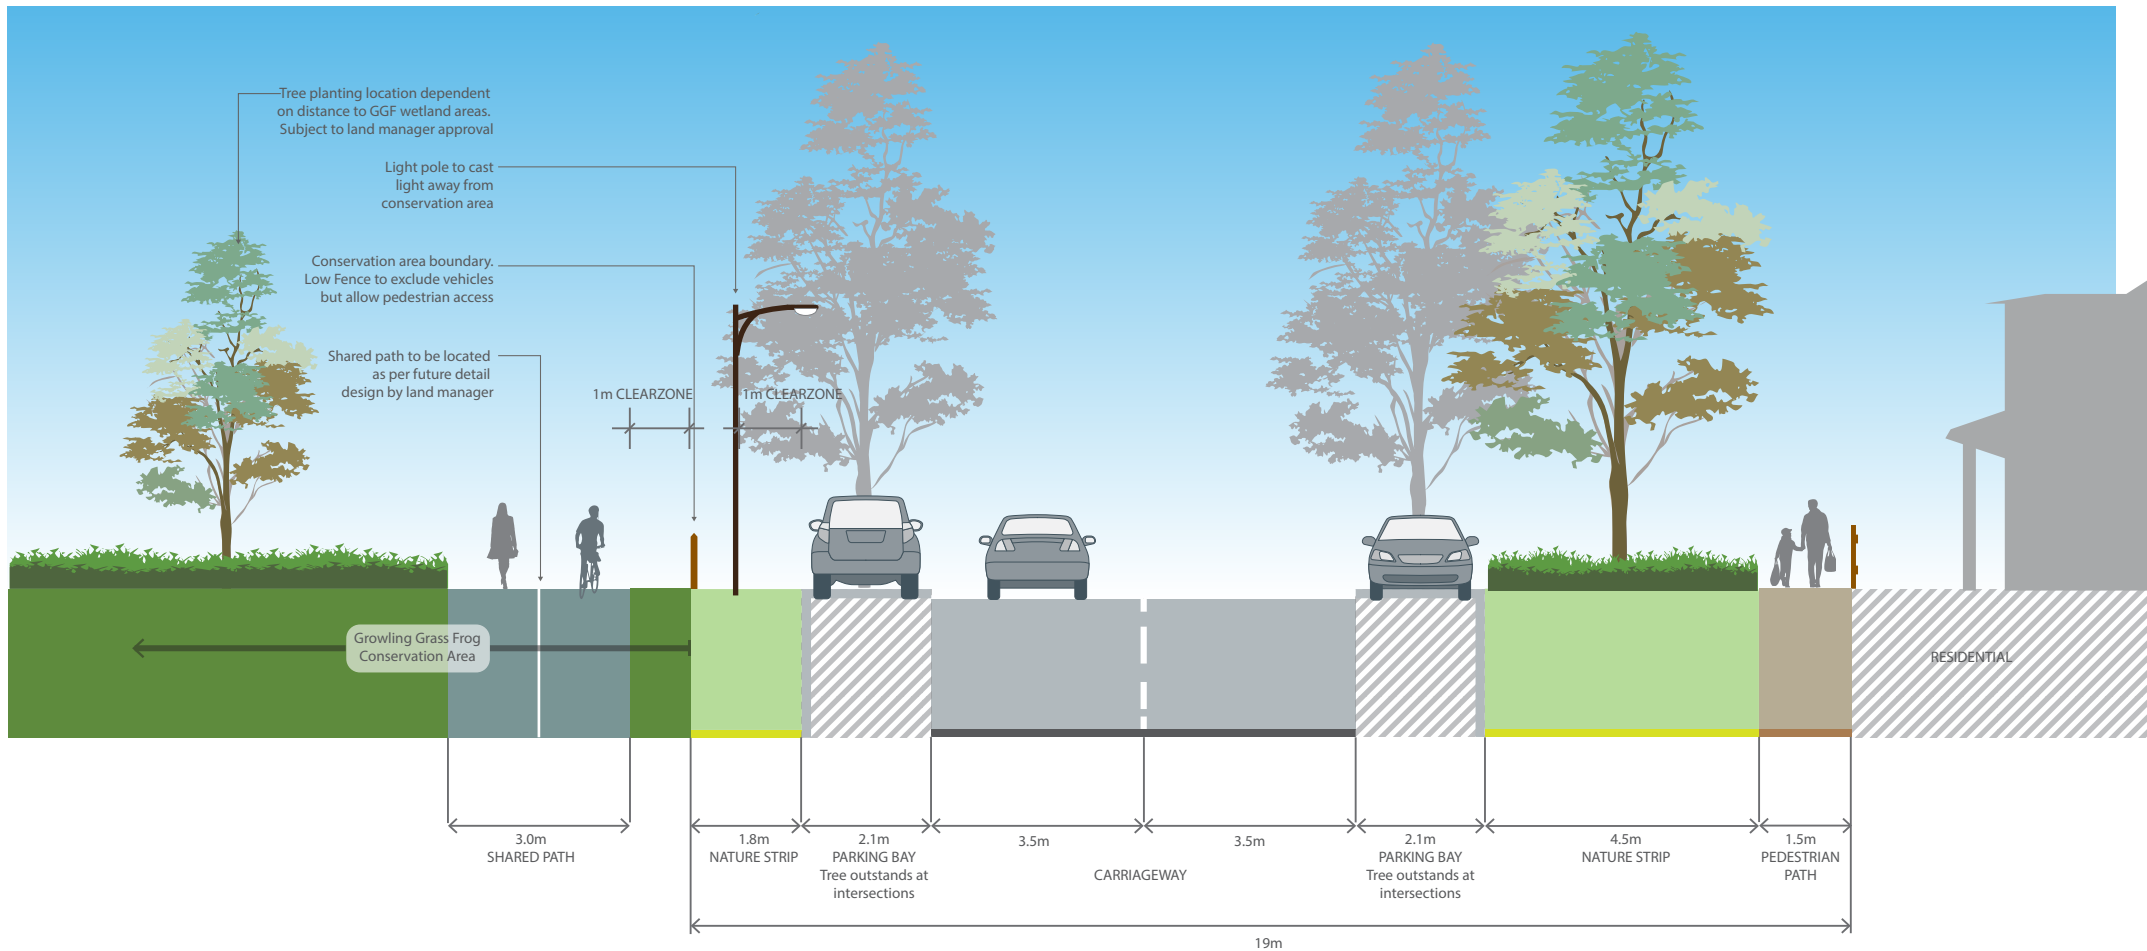 Tree planting location dependent
on distance to GGF wetland areas.
Subject to land manager approval
Light pole to cast
light away from
conservation area
Conservation area boundary.
Low Fence to exclude vehicles
but allow pedestrian access
Shared path to be located
as per future detail
design by land manager
1m CLEARZONE
1m CLEARZONE
Growling Grass Frog
Conservation Area
RESIDENTIAL
3.0m
SHARED PATH
1.8m
NATURE STRIP
2.1m
PARKING BAY
Tree outstands at
intersections
3.5m
3.5m
CARRIAGEWAY
2.1m
PARKING BAY
Tree outstands at
intersections
4.5m
NATURE STRIP
1.5m
PEDESTRIAN
PATH
19m